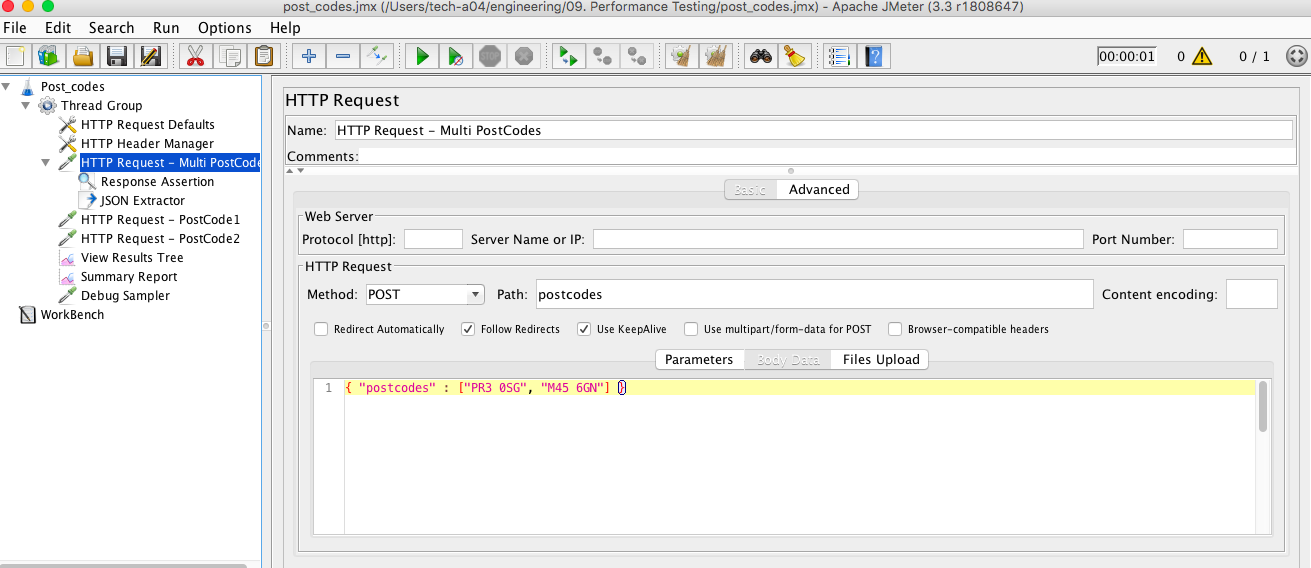 post_codes.jmx (/Users/tech-a04/engineering/09. Performance Testing/post_codes.jmx) - Apache JMeter (3.3 r1808647)
File Edit Search Run Options Help
00:00:01 0 0 / 1
Post_codes
Thread Group
HTTP Request Defaults
HTTP Header Manager
HTTP Request - Multi PostCode
Response Assertion
JSON Extractor
HTTP Request - PostCode1
HTTP Request - PostCode2
View Results Tree
Summary Report
Debug Sampler
WorkBench
HTTP Request
Name: HTTP Request - Multi PostCodes
Comments:
Basic Advanced
Web Server
Protocol [http]: Server Name or IP: Port Number:
HTTP Request
Method: POST Path: postcodes Content encoding:
Redirect Automatically Follow Redirects Use KeepAlive Use multipart/form-data for POST Browser-compatible headers
Parameters Body Data Files Upload
1 { "postcodes" : ["PR3 0SG", "M45 6GN"] }